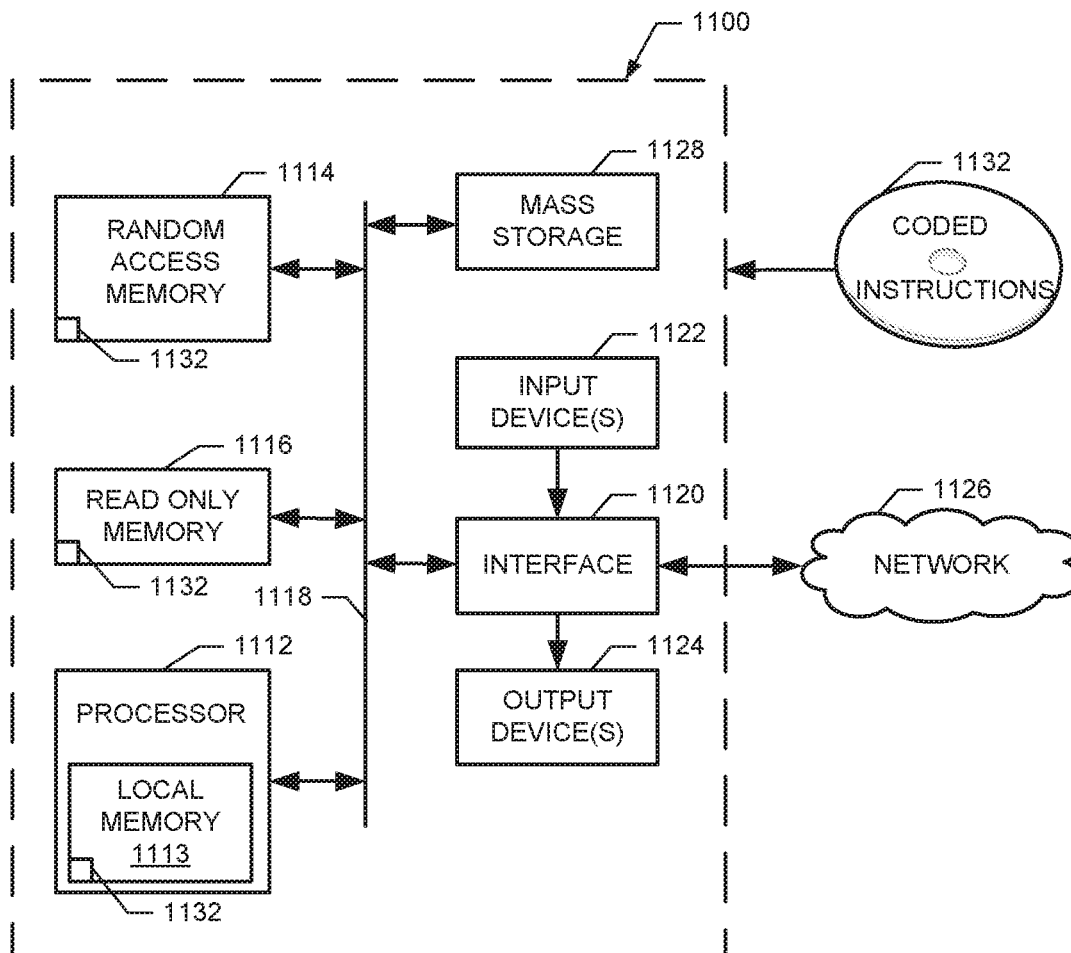 1100
1114
RANDOM
ACCESS
MEMORY
1132
1128
MASS
STORAGE
1132
CODED
INSTRUCTIONS
1122
INPUT
DEVICE(S)
1116
READ ONLY
MEMORY
1132
1120
INTERFACE
1126
NETWORK
1118
1112
PROCESSOR
LOCAL
MEMORY
1113
1132
1124
OUTPUT
DEVICE(S)